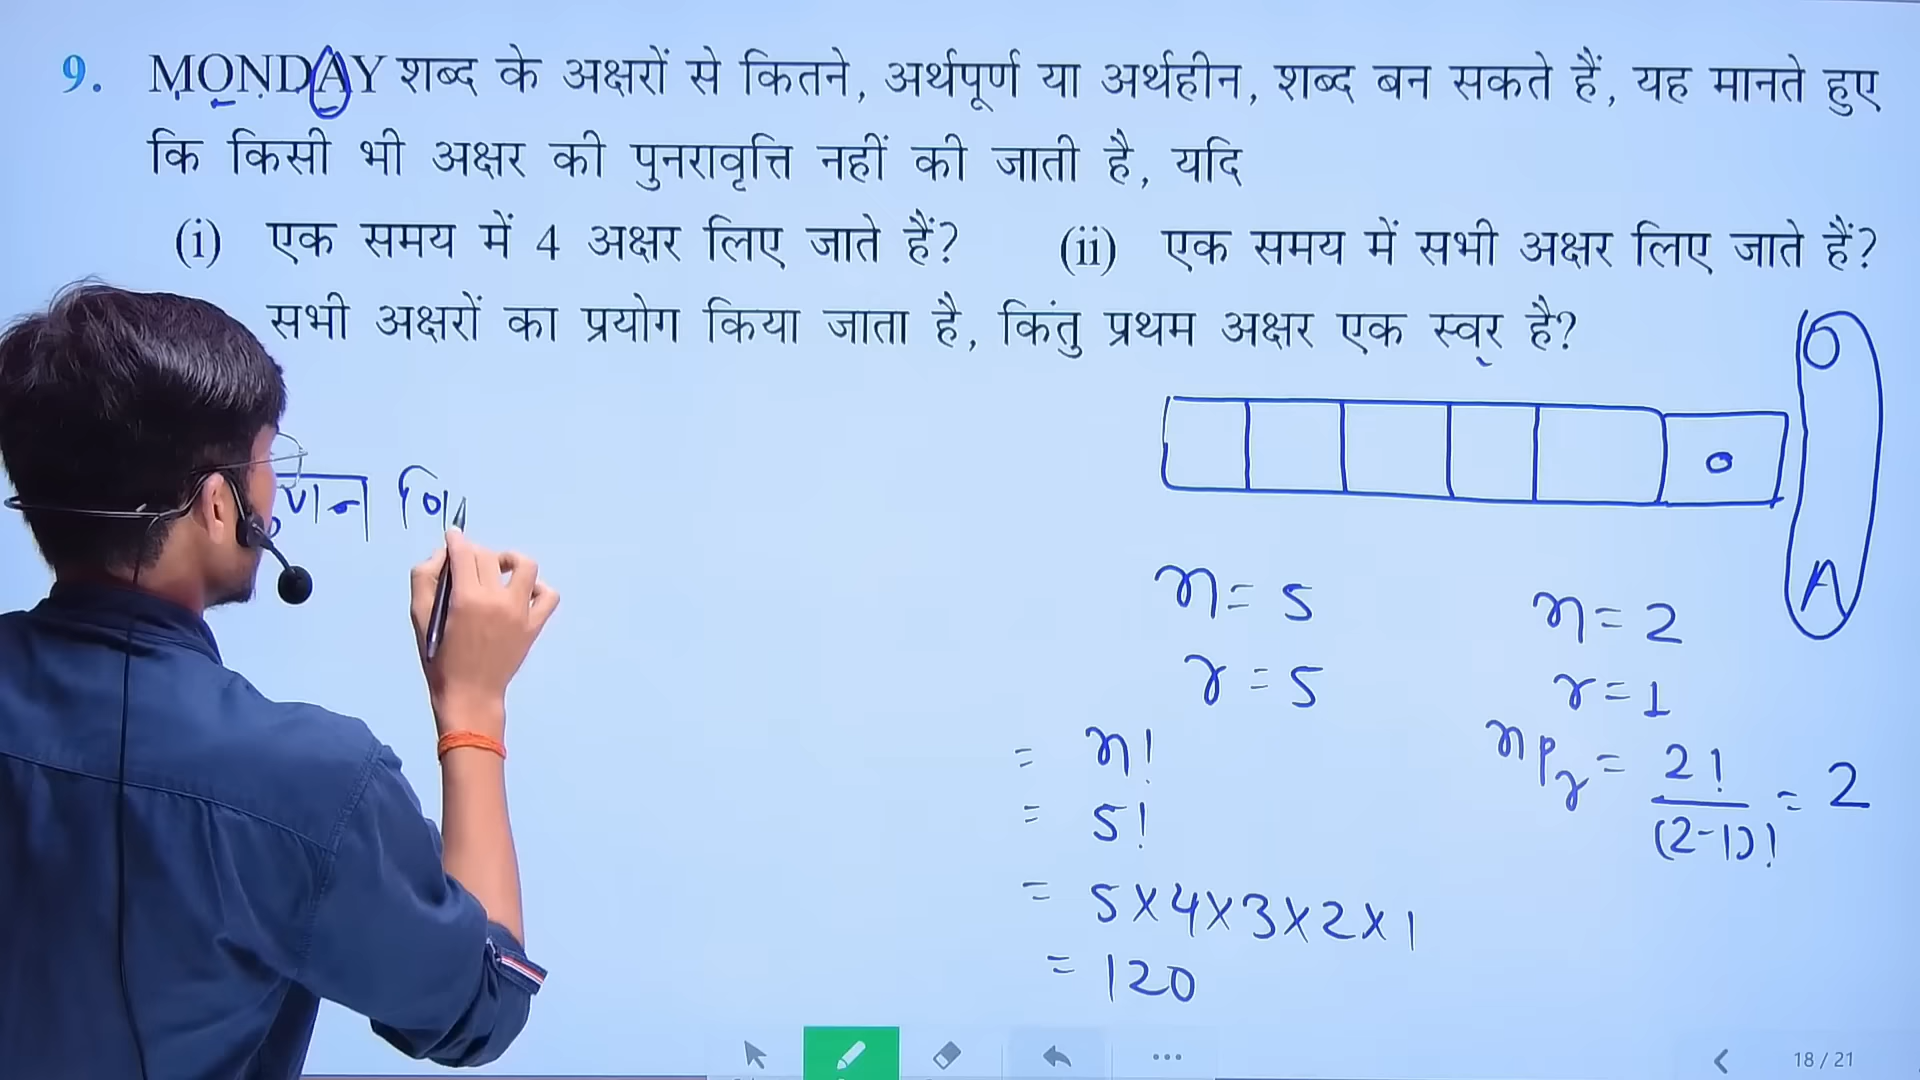 9. MONDAY शब्द के अक्षरों से कितने, अर्थपूर्ण या अर्थहीन, शब्द बन सकते हैं, यह मानते हुए
कि किसी भी अक्षर की पुनरावृत्ति नहीं की जाती है, यदि
(i) एक समय में 4 अक्षर लिए जाते हैं? (ii) एक समय में सभी अक्षर लिए जाते हैं?
सभी अक्षरों का प्रयोग किया जाता है, किंतु प्रथम अक्षर एक स्वर है?
O
o
A
n = 5
r = 5
= n!
= 5!
= 5×4×3×2×1
= 120
n = 2
r = 1
nPr = 2!/(2-1)! = 2
18 / 21